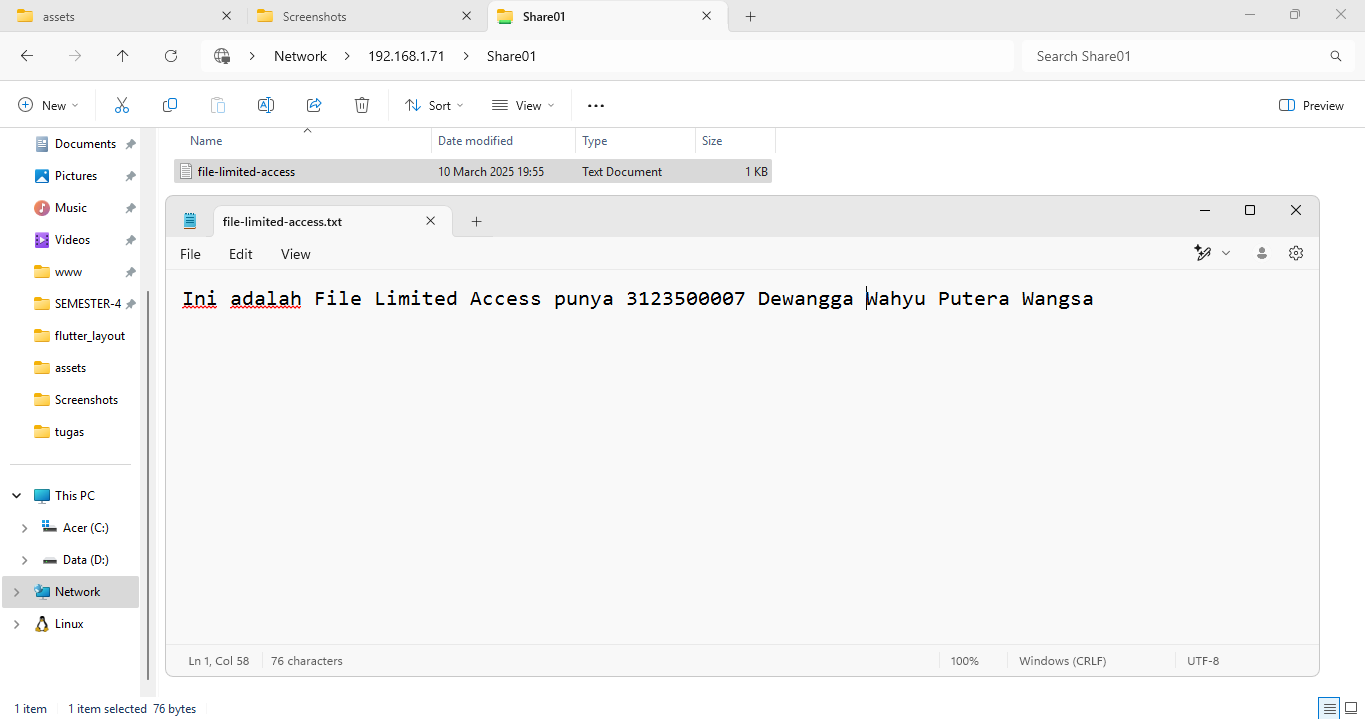 assets
Screenshots
Share01
Network
192.168.1.71
Share01
Search Share01
New
Sort
View
Preview
Name
Date modified
Type
Size
file-limited-access
10 March 2025 19:55
Text Document
1 KB
Documents
Pictures
Music
Videos
www
SEMESTER-4
flutter_layout
assets
Screenshots
tugas
This PC
Acer (C:)
Data (D:)
Network
Linux
file-limited-access.txt
File
Edit
View
Ini adalah File Limited Access punya 3123500007 Dewangga Wahyu Putera Wangsa
Ln 1, Col 58
76 characters
100%
Windows (CRLF)
UTF-8
1 item
1 item selected 76 bytes